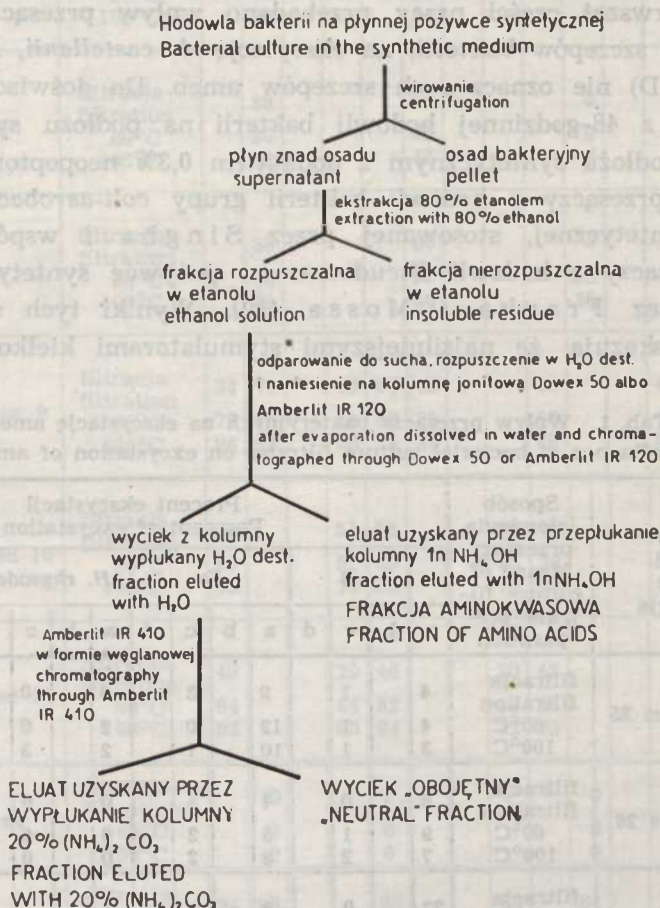 Hodowla bakterii na płynnej pożywce syntetycznej
Bacterial culture in the synthetic medium
wirowanie
centrifugation
płyn znad osadu
supernatant
osad bakteryjny
pellet
ekstrakcja 80% etanolem
extraction with 80% ethanol
frakcja rozpuszczalna
w etanolu
ethanol solution
frakcja nierozpuszczalna
w etanolu
insoluble residue
odparowanie do sucha, rozpuszczenie w H₂O dest.
i naniesienie na kolumnę jonitową Dowex 50 albo
Amberlit IR 120
after evaporation dissolved in water and chroma-
tographed through Dowex 50 or Amberlit IR 120
wyciek z kolumny
wypłukany H₂O dest.
fraction eluted
with H₂O
eluat uzyskany przez przepłukanie
kolumny 1n NH₄OH
fraction eluted with 1n NH₄OH
FRAKCJA AMINOKWASOWA
FRACTION OF AMINO ACIDS
Amberlit IR 410
w formie węglanowej
chromatography
through Amberlit
IR 410
ELUAT UZYSKANY PRZEZ
WYPŁUKANIE KOLUMNY
20% (NH₄)₂ CO₃
FRACTION ELUTED
WITH 20% (NH₄)₂CO₃
WYCIEK „OBOJĘTNY"
„NEUTRAL" FRACTION